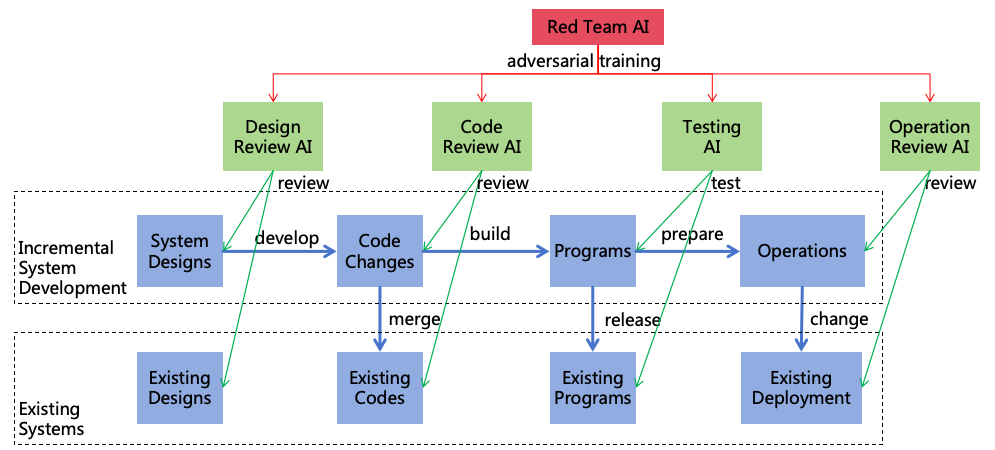 Red Team AI
adversarial training
Design
Review AI
Code
Review AI
Testing
AI
Operation
Review AI
review
review
test
review
Incremental
System
Development
System
Designs
develop
Code
Changes
build
Programs
prepare
Operations
merge
release
change
Existing
Systems
Existing
Designs
Existing
Codes
Existing
Programs
Existing
Deployment